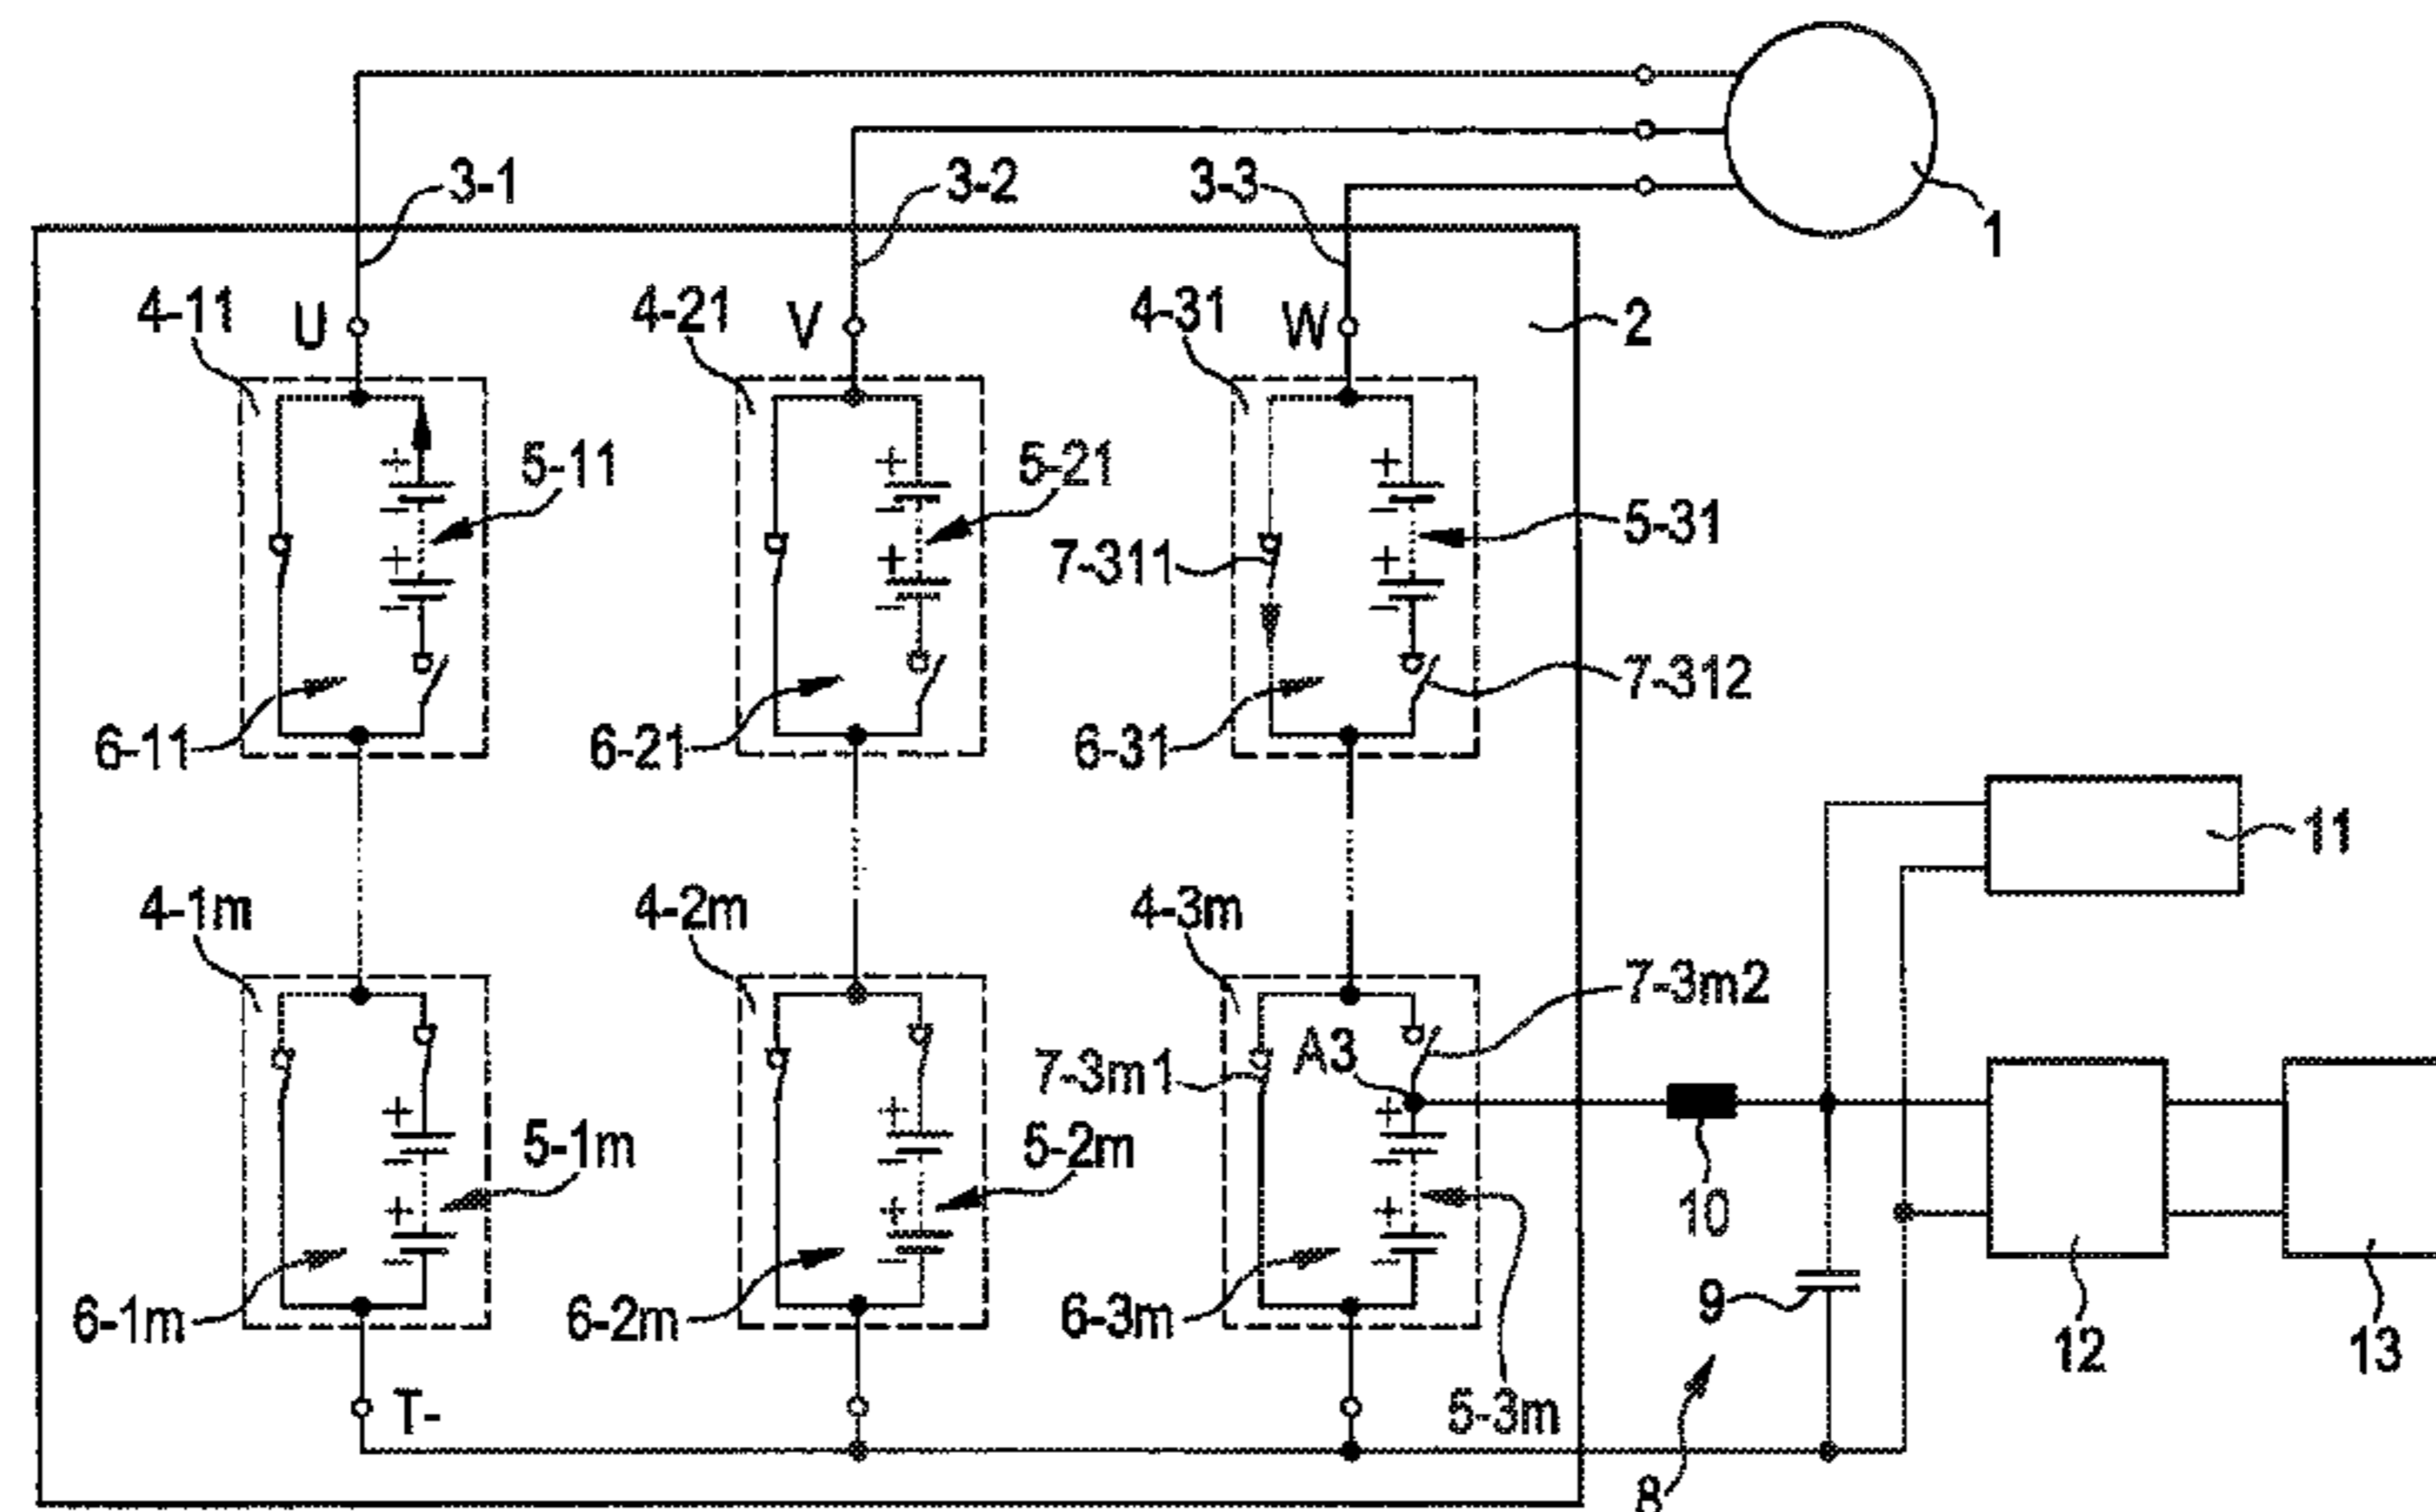 3-1
3-2
3-3
1
4-11
U
4-21
V
4-31
W
2
+
+
+
5-11
5-21
5-31
−
−
−
+
+
+
7-311
−
−
−
7-312
6-11
6-21
6-31
11
4-1m
4-2m
4-3m
7-3m2
A3
7-3m1
+
+
+
5-1m
5-2m
−
−
−
+
+
+
10
−
−
−
6-1m
6-2m
6-3m
9
12
13
T-
5-3m
8